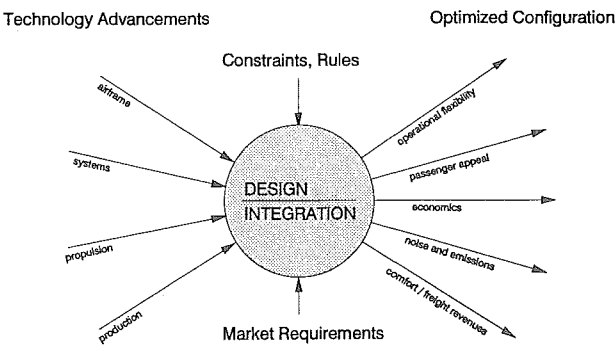 Technology Advancements
Optimized Configuration
Constraints, Rules
airframe
systems
propulsion
production
DESIGN
INTEGRATION
operational flexibility
passenger appeal
economics
noise and emissions
comfort / freight revenues
Market Requirements